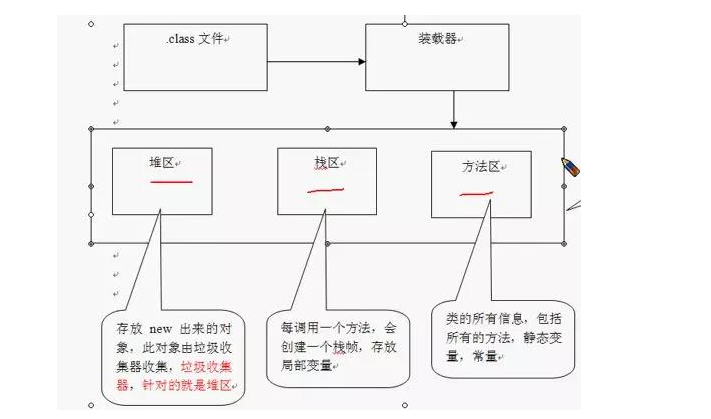 .class 文件
装载器
堆区
栈区
方法区
存放 new 出来的对
象，此对象由垃圾收
集器收集，垃圾收集
器，针对的就是堆区
每调用一个方法，会
创建一个栈帧，存放
局部变量
类的所有信息，包括
所有的方法，静态变
量，常量